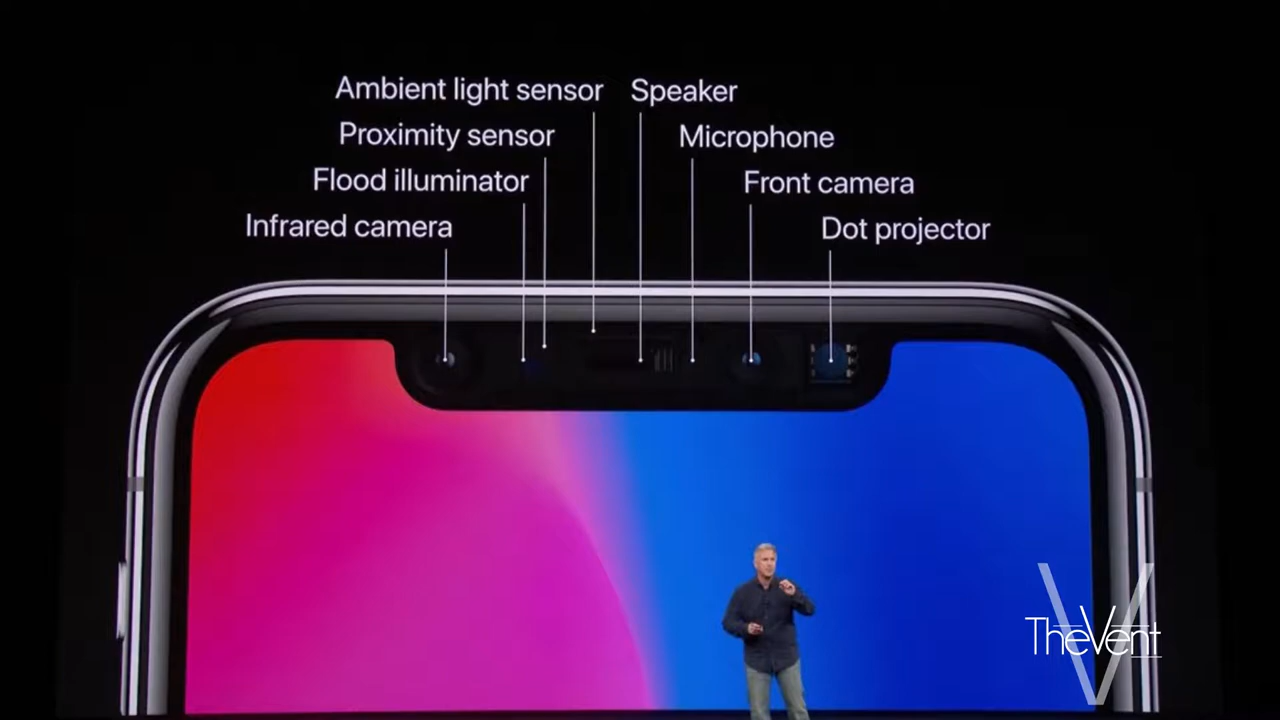 Ambient light sensor
Speaker
Proximity sensor
Microphone
Flood illuminator
Front camera
Infrared camera
Dot projector
TheVent